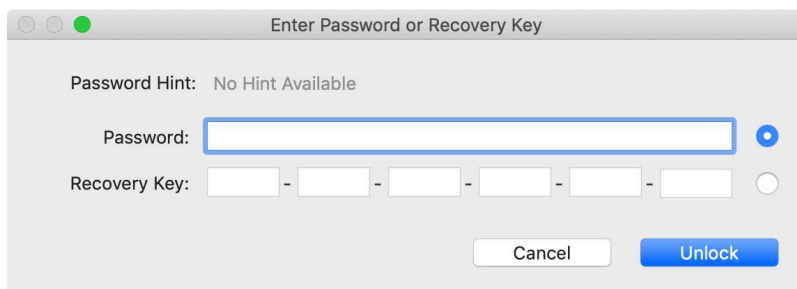 Enter Password or Recovery Key
Password Hint: No Hint Available
Password:
Recovery Key: - - - - -
Cancel Unlock